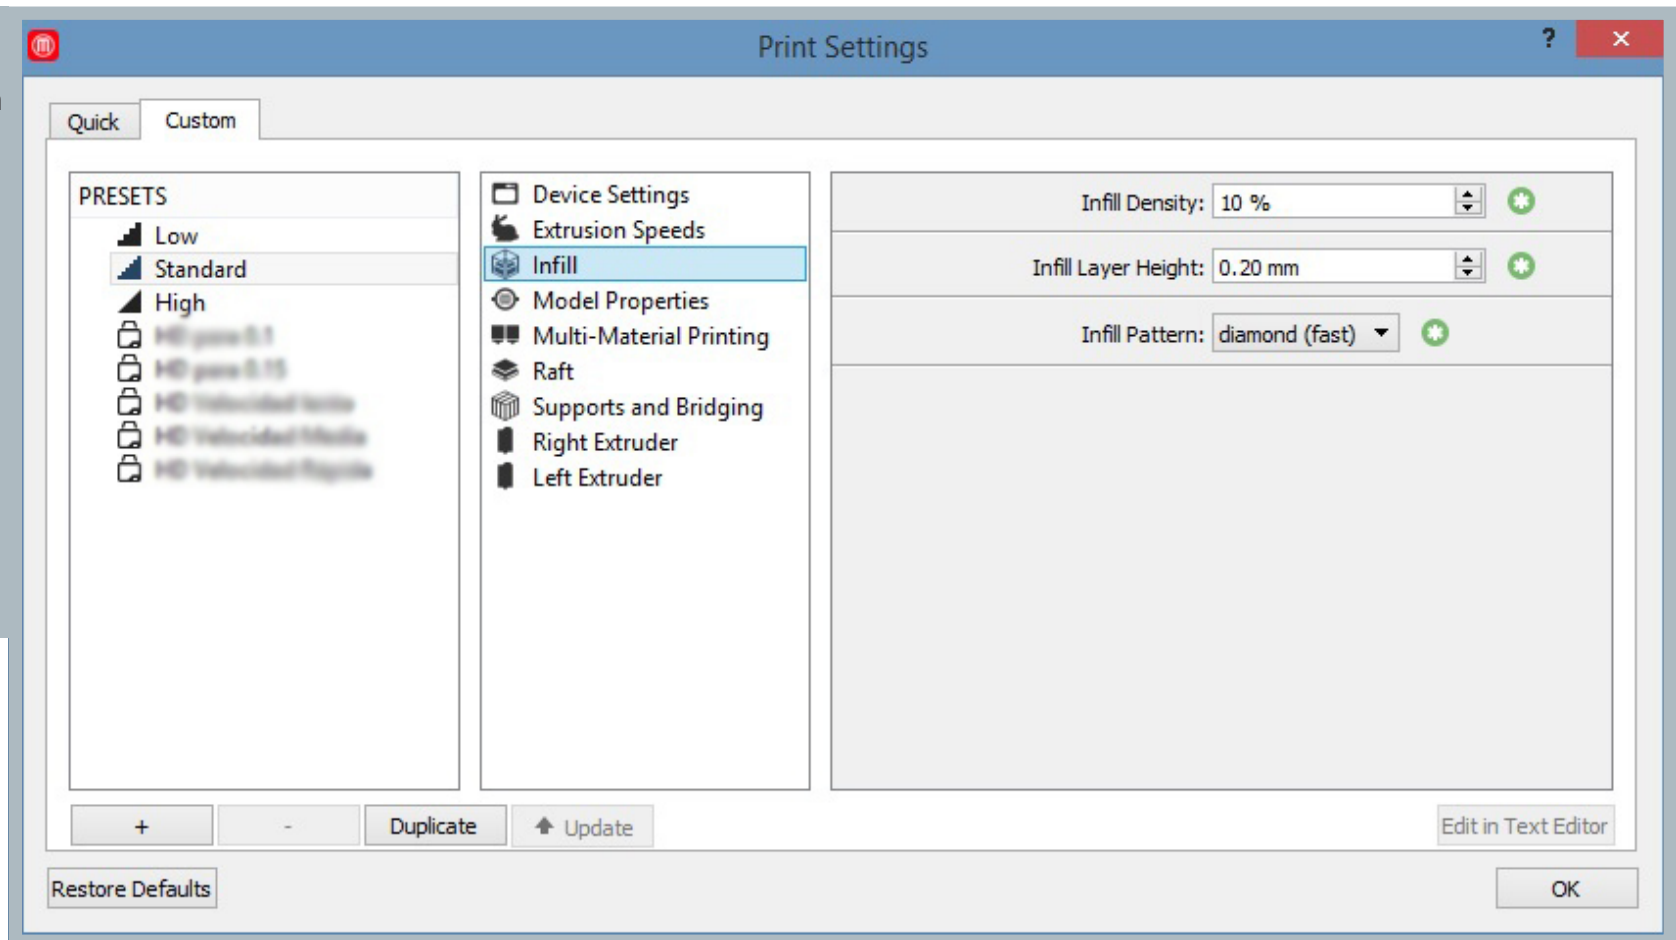 Print Settings
?
Quick
Custom
PRESETS
Low
Standard
High
Device Settings
Extrusion Speeds
Infill
Model Properties
Multi-Material Printing
Raft
Supports and Bridging
Right Extruder
Left Extruder
Infill Density: 10 %
Infill Layer Height: 0.20 mm
Infill Pattern: diamond (fast)
+
-
Duplicate
Update
Edit in Text Editor
Restore Defaults
OK